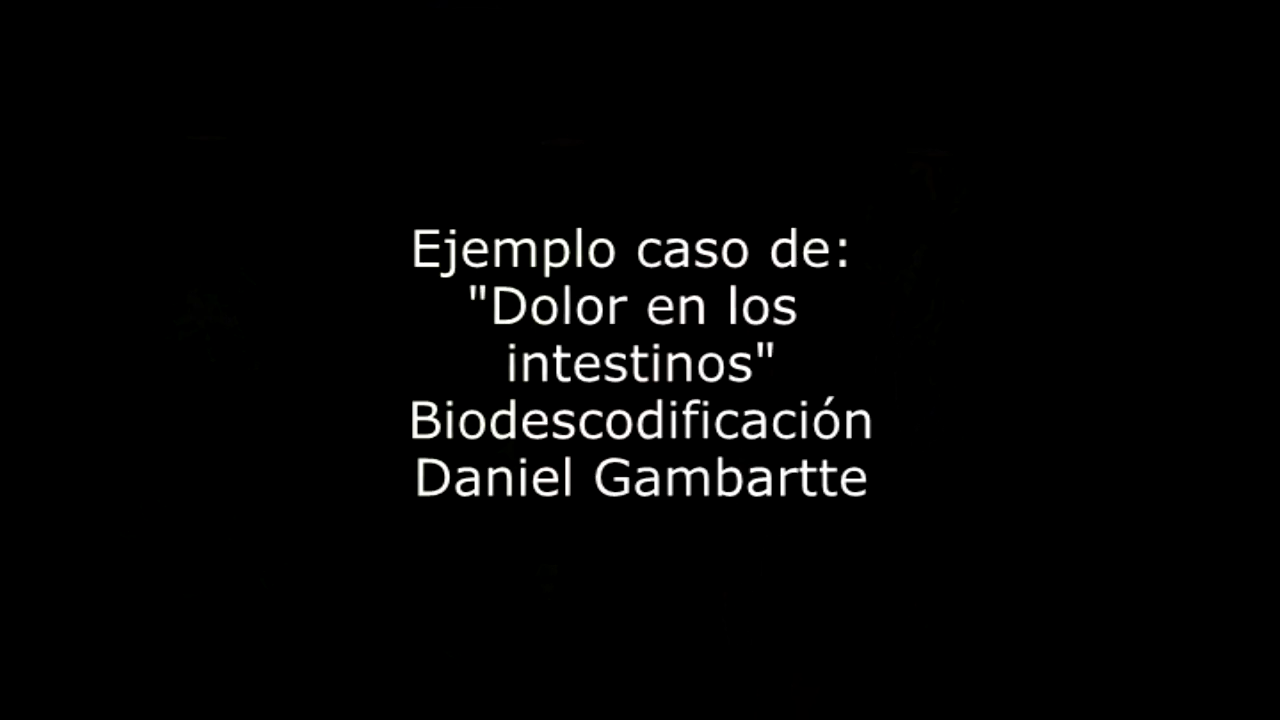 Ejemplo caso de:
"Dolor en los
intestinos"
Biodescodificación
Daniel Gambartte